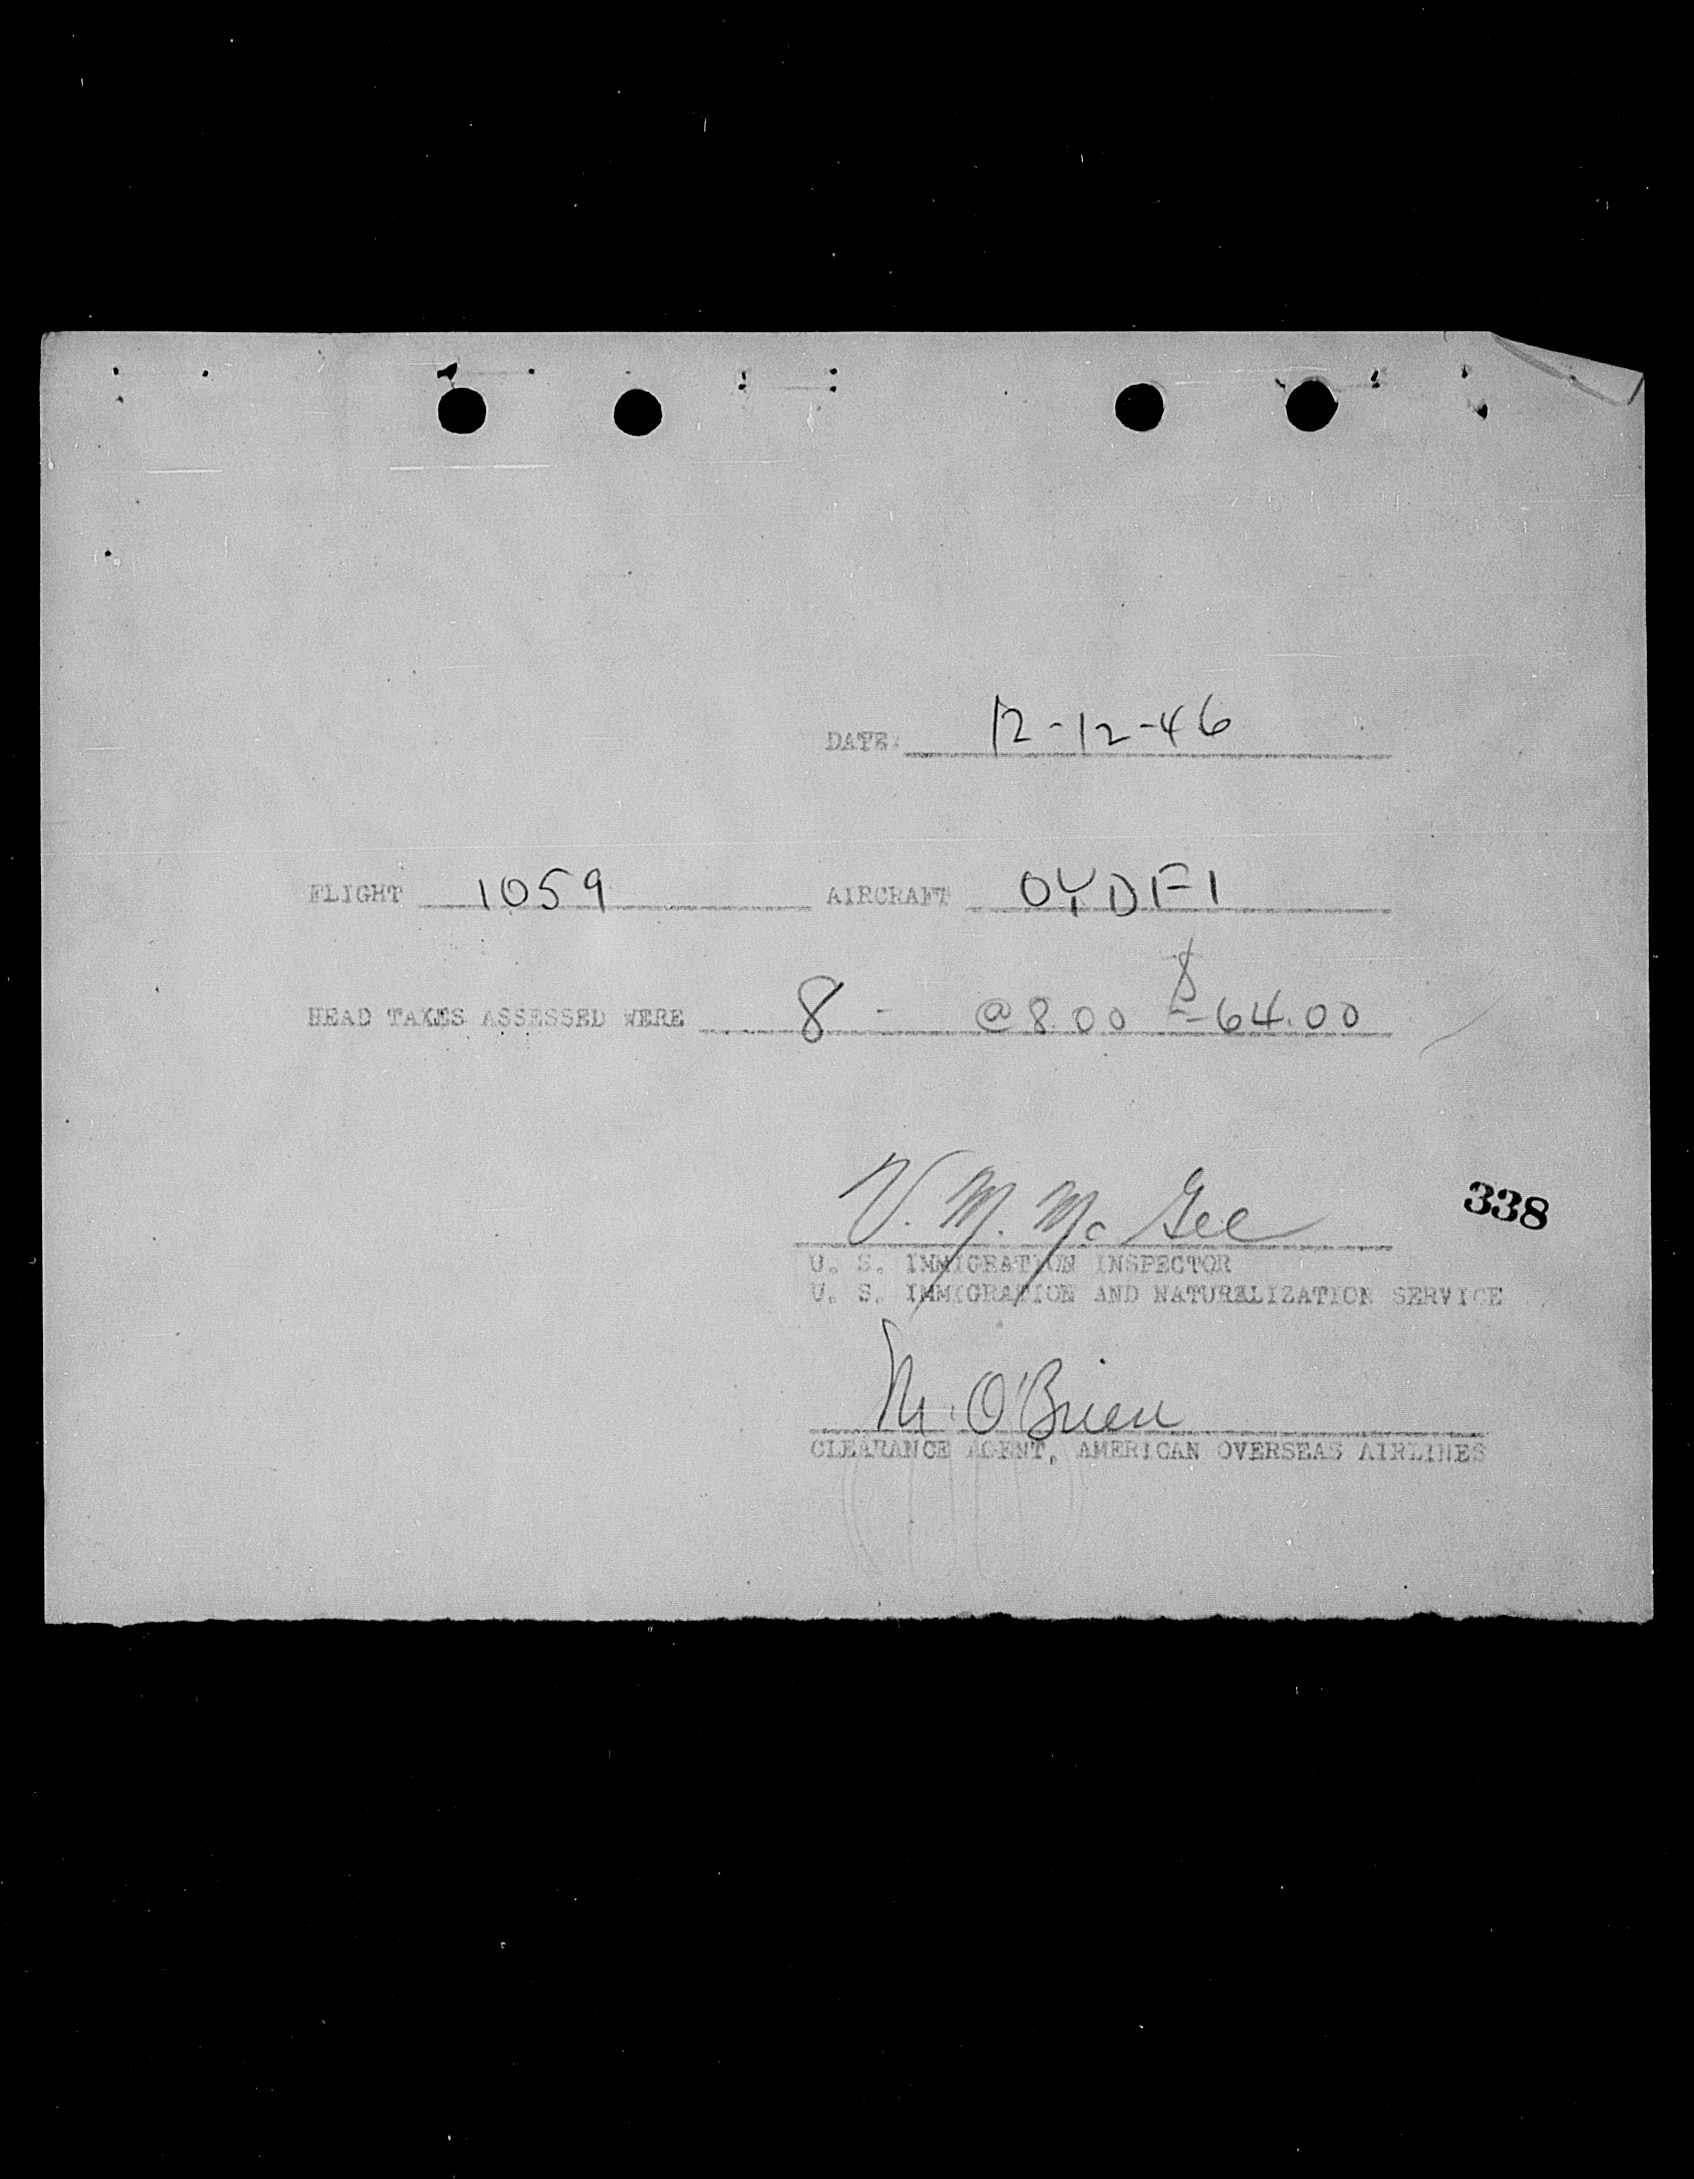 DATE: 12-12-46
FLIGHT 1059 AIRCRAFT OYDFI
HEAD TAXES ASSESSED WERE 8 - @ 8.00 = $64.00
V. M. McGee
338
U. S. IMMIGRATION INSPECTOR
U. S. IMMIGRATION AND NATURALIZATION SERVICE
M. O'Brien
CLEARANCE AGENT, AMERICAN OVERSEAS AIRLINES